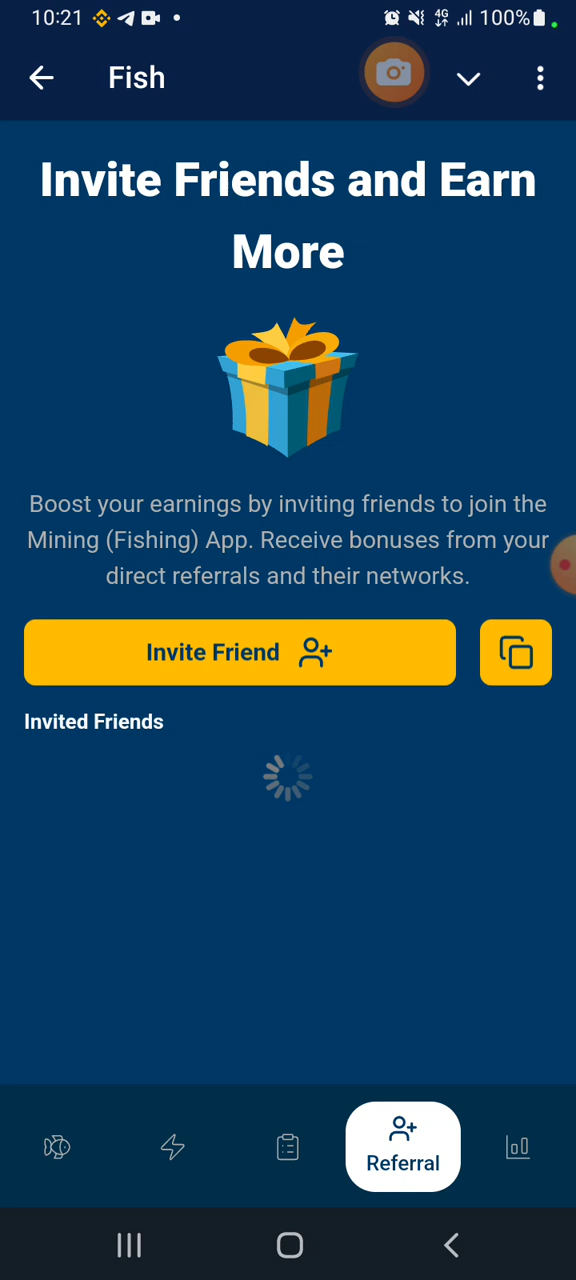 10:21
4G
100%
Fish
Invite Friends and Earn
More
Boost your earnings by inviting friends to join the
Mining (Fishing) App. Receive bonuses from your
direct referrals and their networks.
Invite Friend
Invited Friends
Referral